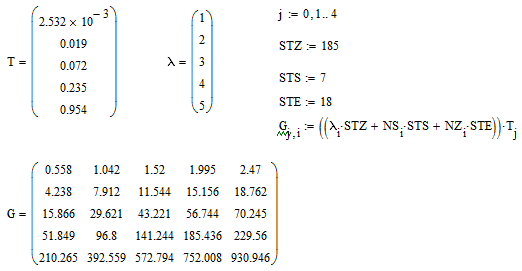 j := 0,1.. 4
STZ := 185
STS := 7
STE := 18
T = ( 2.532 × 10^-3 0.019 0.072 0.235 0.954 )
λ = ( 1 2 3 4 5 )
G_j,i := ((λ_i·STZ + NS_i·STS + NZ_i·STE))·T_j
G =
0.558 1.042 1.52 1.995 2.47
4.238 7.912 11.544 15.156 18.762
15.866 29.621 43.221 56.744 70.245
51.849 96.8 141.244 185.436 229.56
210.265 392.559 572.794 752.008 930.946